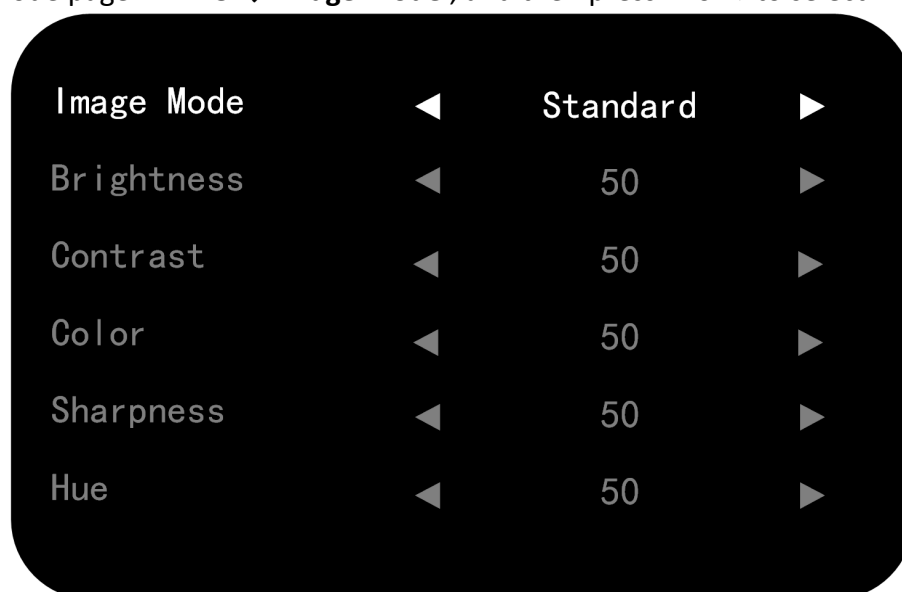 Image Mode ◀ Standard ▶
Brightness ◀ 50 ▶
Contrast ◀ 50 ▶
Color ◀ 50 ▶
Sharpness ◀ 50 ▶
Hue ◀ 50 ▶